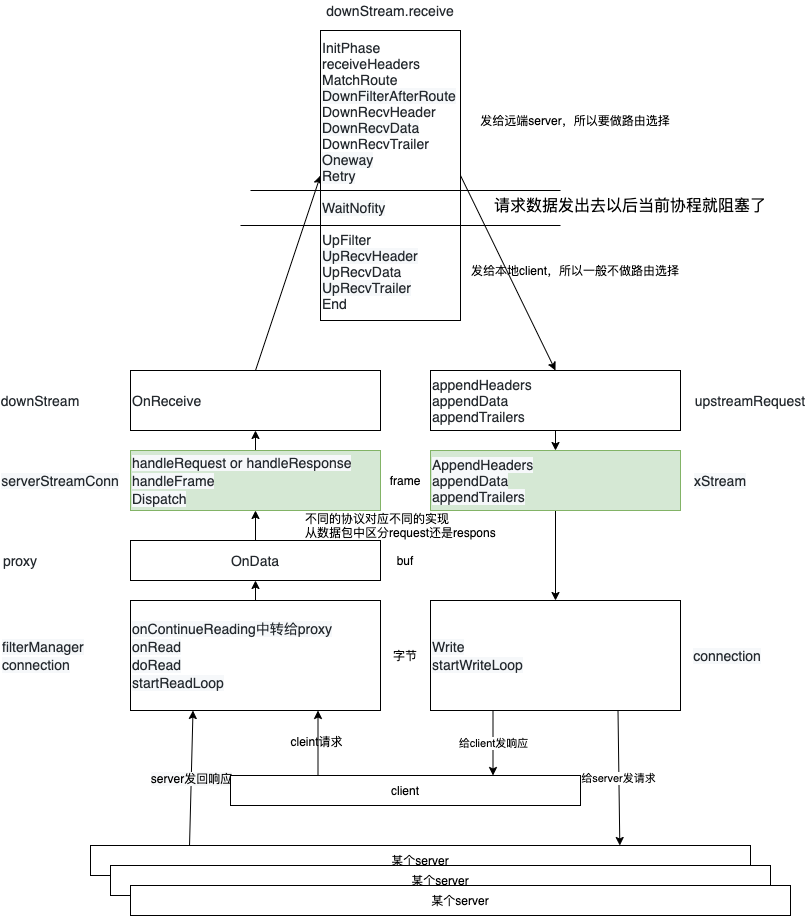 downStream.receive
InitPhase
receiveHeaders
MatchRoute
DownFilterAfterRoute
DownRecvHeader
DownRecvData
DownRecvTrailer
Oneway
Retry
发给远端server，所以要做路由选择
WaitNofity
请求数据发出去以后当前协程就阻塞了
UpFilter
UpRecvHeader
UpRecvData
UpRecvTrailer
End
发给本地client，所以一般不做路由选择
downStream
OnReceive
appendHeaders
appendData
appendTrailers
upstreamRequest
serverStreamConn
handleRequest or handleResponse
handleFrame
Dispatch
frame
AppendHeaders
appendData
appendTrailers
xStream
不同的协议对应不同的实现
从数据包中区分request还是respons
proxy
OnData
buf
filterManager
connection
onContinueReading中转给proxy
onRead
doRead
startReadLoop
字节
Write
startWriteLoop
connection
cleint请求
给client发响应
server发回响应
给server发请求
client
某个server
某个server
某个server